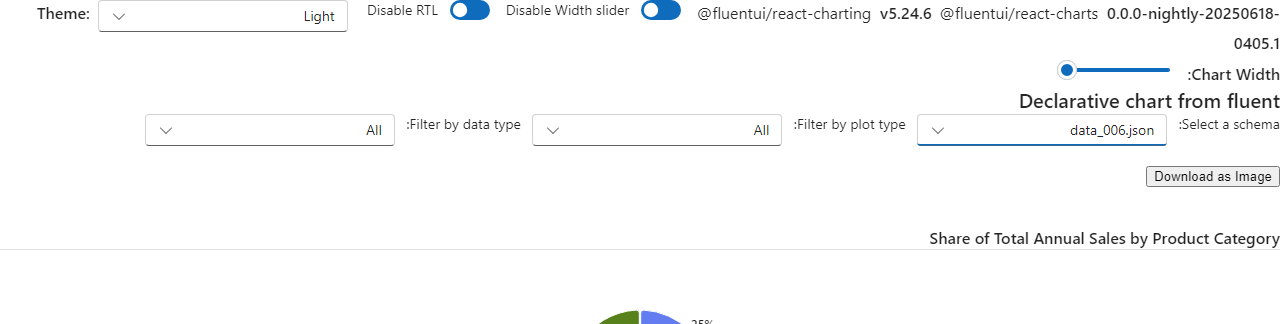 Theme: Light Disable RTL Disable Width slider @fluentui/react-charting v5.24.6 @fluentui/react-charts 0.0.0-nightly-20250618-
0405.1
:Chart Width
Declarative chart from fluent
:Select a schema data_006.json :Filter by plot type All :Filter by data type All
Download as Image
Share of Total Annual Sales by Product Category